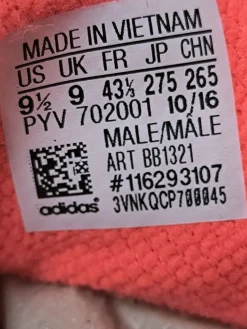 MADE IN VIETNAM
US UK FR JP CHN
9½ 9 43⅓ 275 265
PYV 702001 10/16
MALE/MÂLE
ART BB1321
#116293107
adidas® 3VNKQCP700045